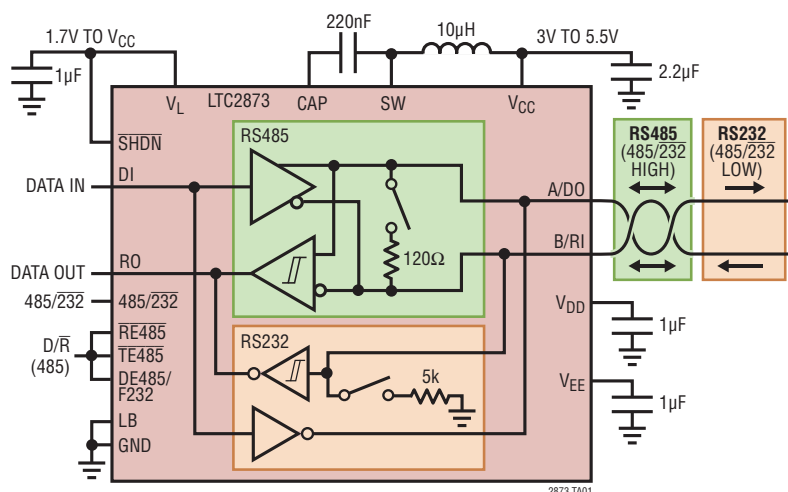 220nF
10µH
1.7V TO VCC
3V TO 5.5V
1µF
2.2µF
VL
LTC2873
CAP
SW
VCC
SHDN
RS485
RS485
(485/232
HIGH)
RS232
(485/232
LOW)
DI
DATA IN
A/DO
B/RI
120Ω
RO
DATA OUT
485/232
485/232
VDD
1µF
RE485
D/R
(485)
TE485
DE485/
F232
RS232
5k
VEE
1µF
LB
GND
2873 TA01